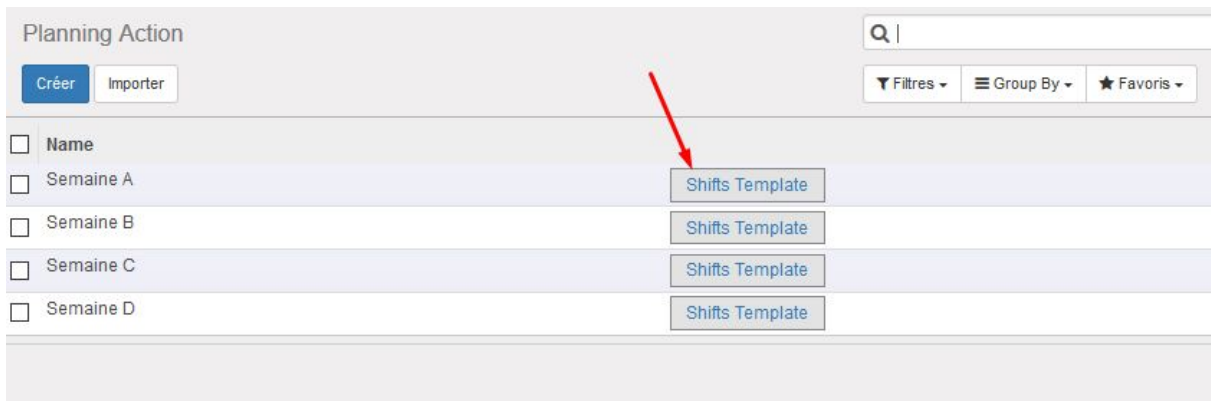 Planning Action
Créer Importer Filtres Group By Favoris
Name
Semaine A Shifts Template
Semaine B Shifts Template
Semaine C Shifts Template
Semaine D Shifts Template